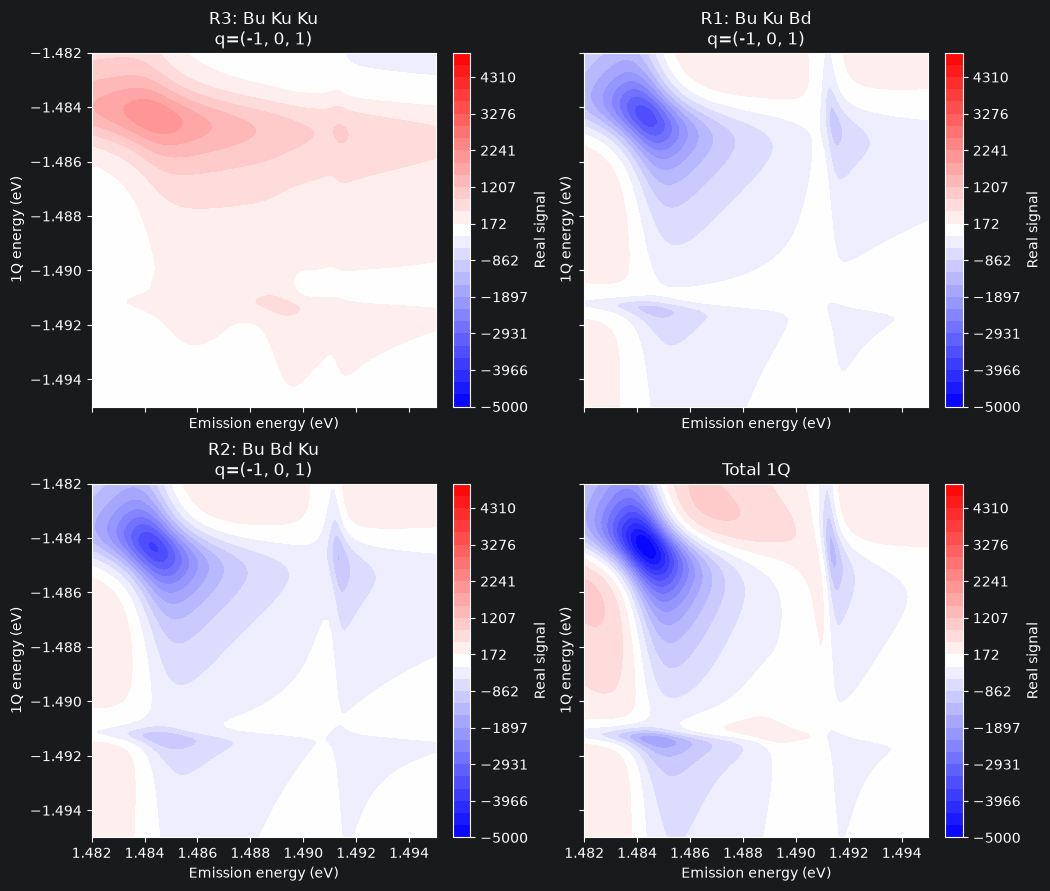 R3: Bu Ku Ku
q=(-1, 0, 1)
1Q energy (eV)
−1.482
−1.484
−1.486
−1.488
−1.490
−1.492
−1.494
Emission energy (eV)
4310
3276
2241
1207
172
−862
−1897
−2931
−3966
−5000
Real signal
R1: Bu Ku Bd
q=(-1, 0, 1)
1Q energy (eV)
Emission energy (eV)
4310
3276
2241
1207
172
−862
−1897
−2931
−3966
−5000
Real signal
R2: Bu Bd Ku
q=(-1, 0, 1)
1Q energy (eV)
−1.482
−1.484
−1.486
−1.488
−1.490
−1.492
−1.494
1.482 1.484 1.486 1.488 1.490 1.492 1.494
Emission energy (eV)
4310
3276
2241
1207
172
−862
−1897
−2931
−3966
−5000
Real signal
Total 1Q
1Q energy (eV)
1.482 1.484 1.486 1.488 1.490 1.492 1.494
Emission energy (eV)
4310
3276
2241
1207
172
−862
−1897
−2931
−3966
−5000
Real signal